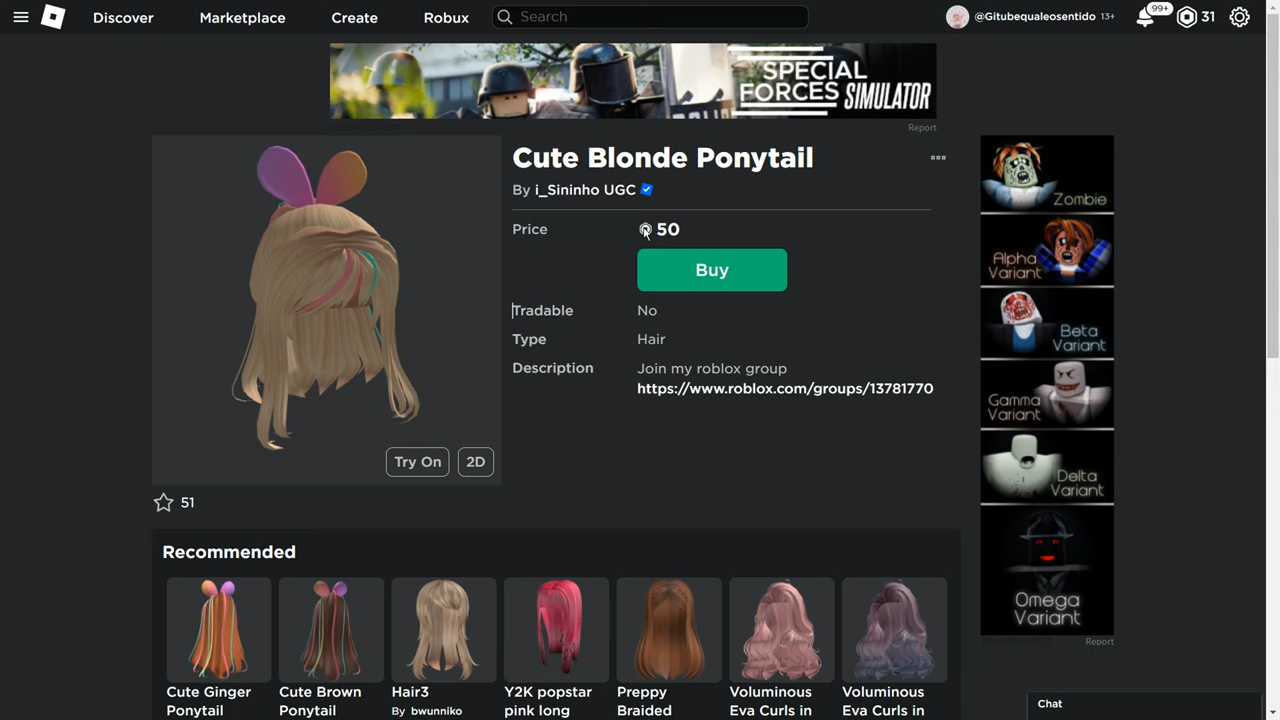 Discover
Marketplace
Create
Robux
Search
@Gitubequaleosentido 13+
99+
31
SPECIAL
FORCES SIMULATOR
Report
Cute Blonde Ponytail
By i_Sininho UGC
Price
50
Buy
Tradable
No
Type
Hair
Description
Join my roblox group
https://www.roblox.com/groups/13781770
Try On
2D
51
Zombie
Alpha
Variant
Beta
Variant
Gamma
Variant
Delta
Variant
Omega
Variant
Report
Recommended
Cute Ginger
Ponytail
Cute Brown
Ponytail
Hair3
By bwunniko
Y2K popstar
pink long
Preppy
Braided
Voluminous
Eva Curls in
Voluminous
Eva Curls in
Chat